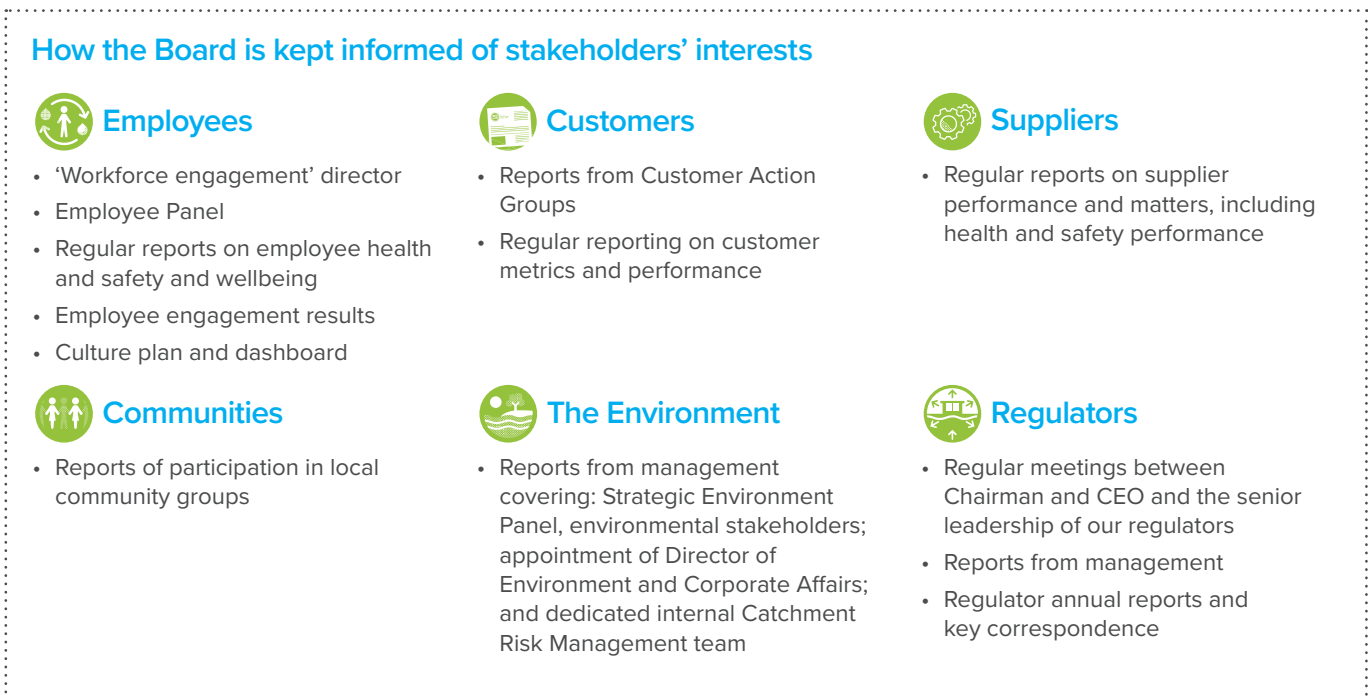 How the Board is kept informed of stakeholders' interests
Employees
• ‘Workforce engagement’ director
• Employee Panel
• Regular reports on employee health
and safety and wellbeing
• Employee engagement results
• Culture plan and dashboard
Customers
• Reports from Customer Action
Groups
• Regular reporting on customer
metrics and performance
Suppliers
• Regular reports on supplier
performance and matters, including
health and safety performance
Communities
• Reports of participation in local
community groups
The Environment
• Reports from management
covering: Strategic Environment
Panel, environmental stakeholders;
appointment of Director of
Environment and Corporate Affairs;
and dedicated internal Catchment
Risk Management team
Regulators
• Regular meetings between
Chairman and CEO and the senior
leadership of our regulators
• Reports from management
• Regulator annual reports and
key correspondence